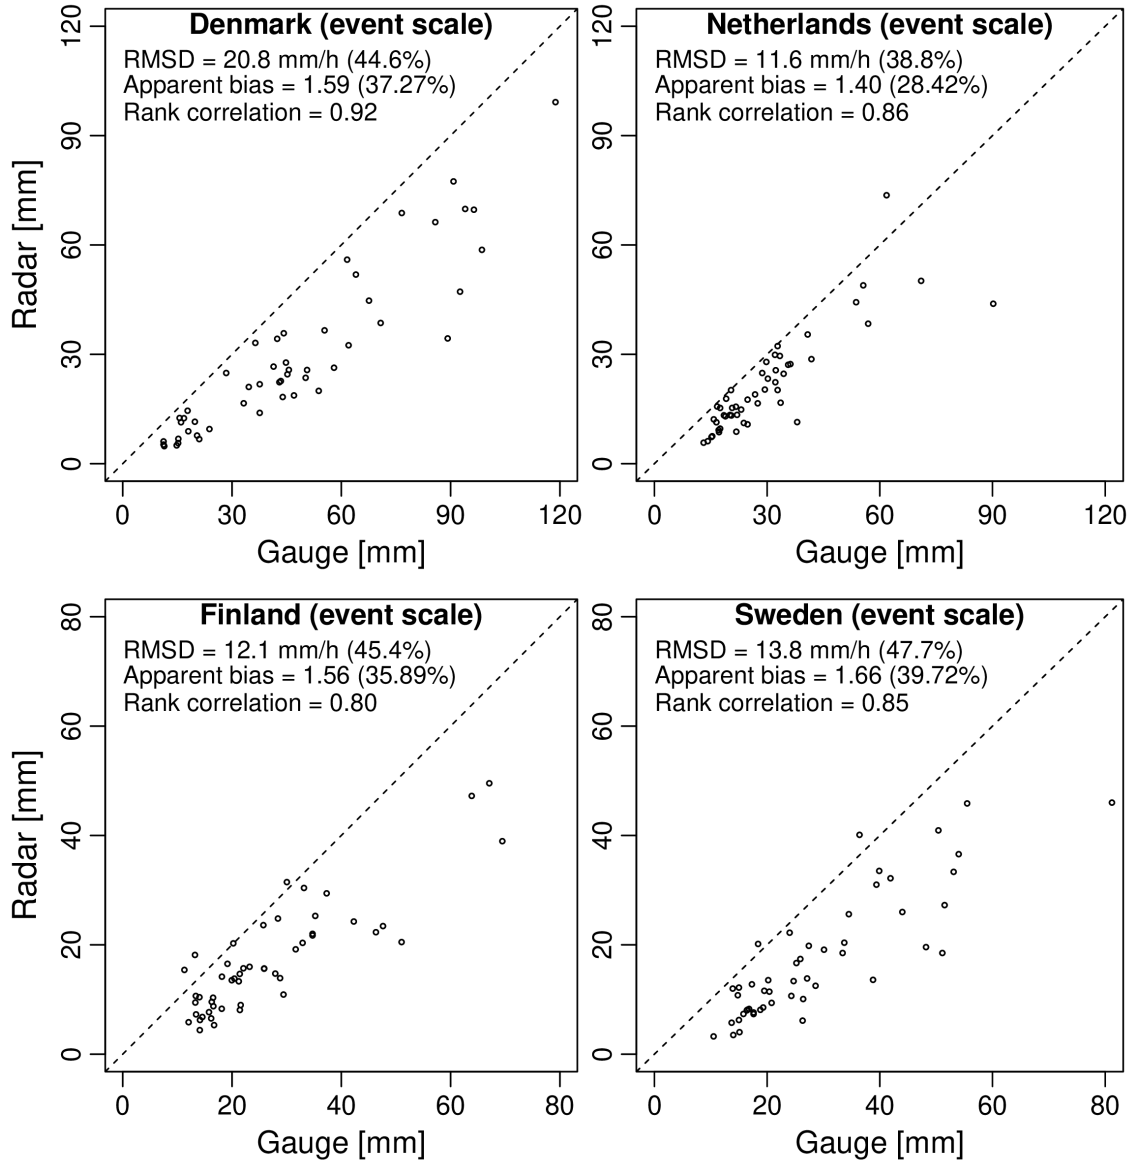 Denmark (event scale)
RMSD = 20.8 mm/h (44.6%)
Apparent bias = 1.59 (37.27%)
Rank correlation = 0.92
Radar [mm]
120
90
60
30
0
0 30 60 90 120
Gauge [mm]
Netherlands (event scale)
RMSD = 11.6 mm/h (38.8%)
Apparent bias = 1.40 (28.42%)
Rank correlation = 0.86
120
90
60
30
0
0 30 60 90 120
Gauge [mm]
Finland (event scale)
RMSD = 12.1 mm/h (45.4%)
Apparent bias = 1.56 (35.89%)
Rank correlation = 0.80
Radar [mm]
80
60
40
20
0
0 20 40 60 80
Gauge [mm]
Sweden (event scale)
RMSD = 13.8 mm/h (47.7%)
Apparent bias = 1.66 (39.72%)
Rank correlation = 0.85
80
60
40
20
0
0 20 40 60 80
Gauge [mm]